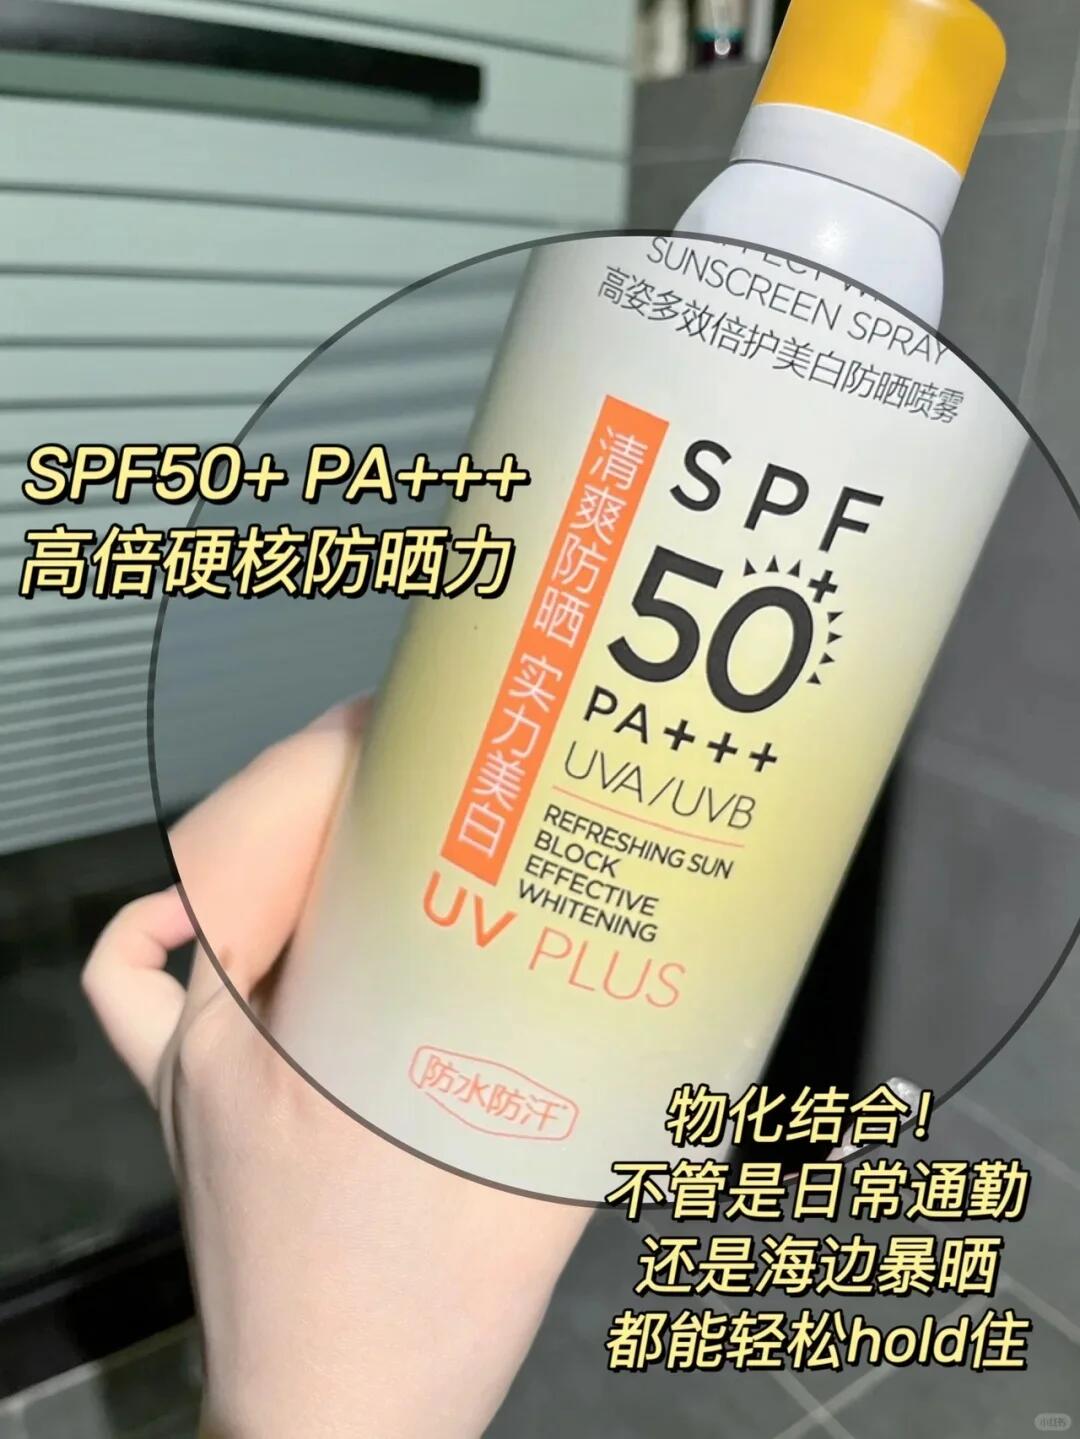 SUNSCREEN SPRAY
高姿多效倍护美白防晒喷雾
清爽防晒 实力美白
SPF
50+
PA+++
UVA/UVB
REFRESHING SUN
BLOCK
EFFECTIVE
WHITENING
UV PLUS
防水防汗
SPF50+ PA+++
高倍硬核防晒力
物化结合!
不管是日常通勤
还是海边暴晒
都能轻松hold住
小红书